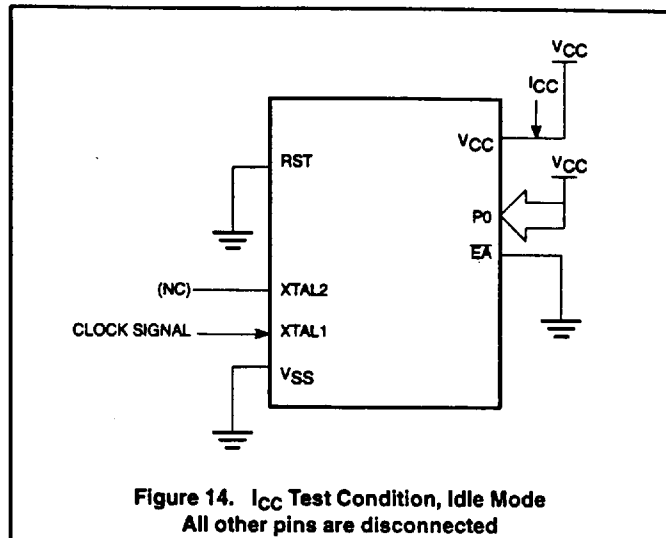 VCC
ICC
VCC
VCC
RST
P0
EA
(NC)
XTAL2
CLOCK SIGNAL
XTAL1
VSS
Figure 14. ICC Test Condition, Idle Mode
All other pins are disconnected